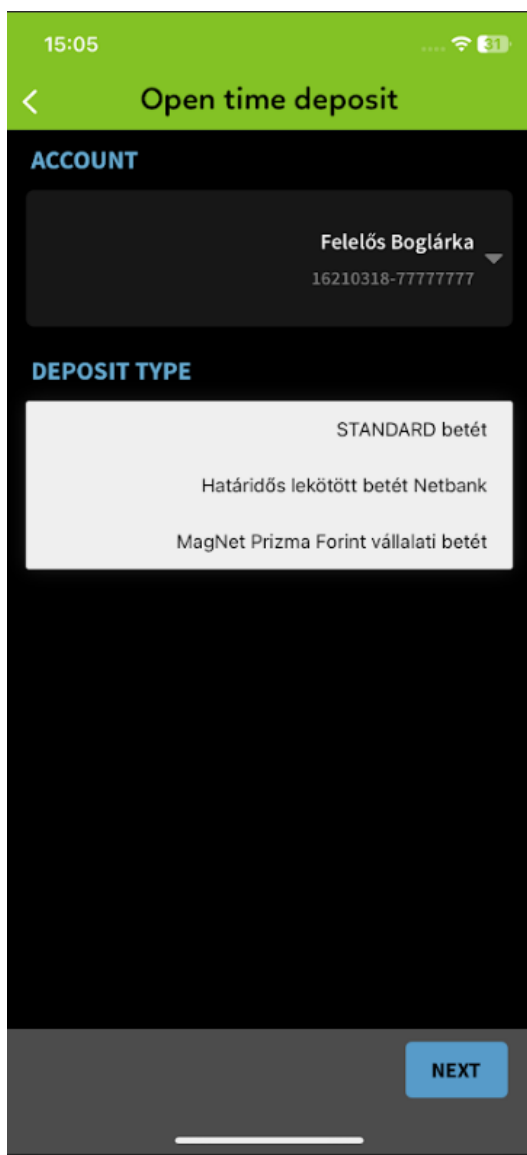 15:05
31
Open time deposit
ACCOUNT
Felelős Boglárka
16210318-77777777
DEPOSIT TYPE
STANDARD betét
Határidős lekötött betét Netbank
MagNet Prizma Forint vállalati betét
NEXT